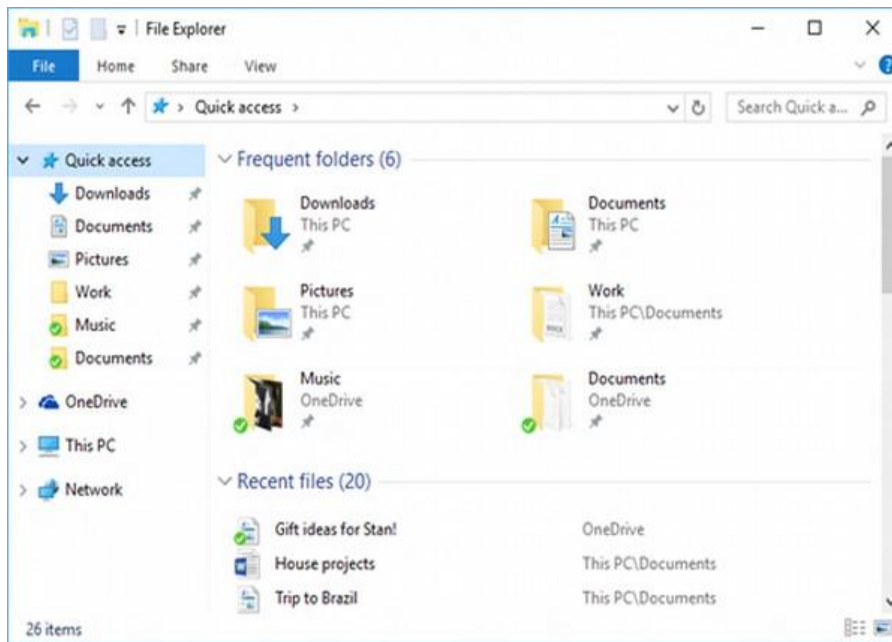 File Explorer
File Home Share View
Quick access Search Quick a...
Quick access
Downloads
Documents
Pictures
Work
Music
Documents
OneDrive
This PC
Network
Frequent folders (6)
Downloads
This PC
Documents
This PC
Pictures
This PC
Work
This PC\Documents
Music
OneDrive
Documents
OneDrive
Recent files (20)
Gift ideas for Stan! OneDrive
House projects This PC\Documents
Trip to Brazil This PC\Documents
26 items